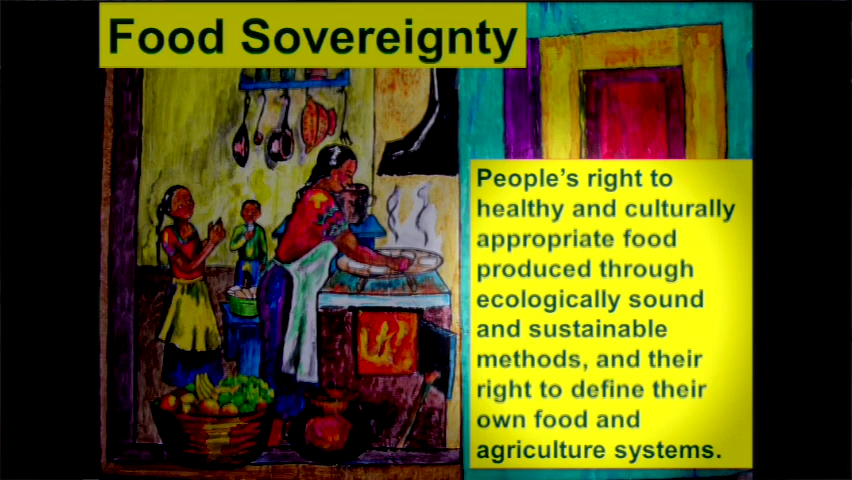 Food Sovereignty
People’s right to
healthy and culturally
appropriate food
produced through
ecologically sound
and sustainable
methods, and their
right to define their
own food and
agriculture systems.